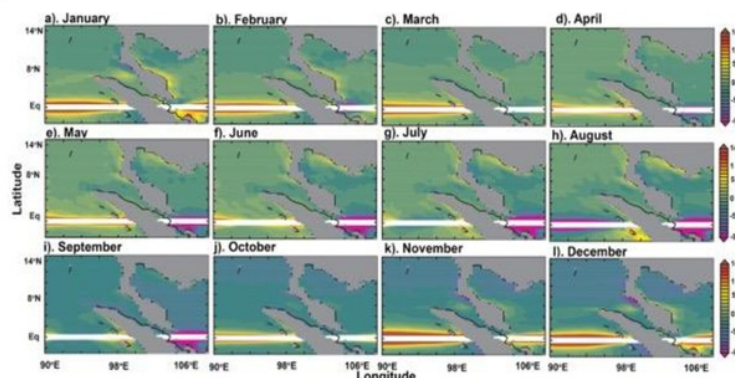 a). January
b). February
c). March
d). April
14°N
8°N
Eq
e). May
f). June
g). July
h). August
14°N
8°N
Eq
i). September
j). October
k). November
l). December
14°N
8°N
Eq
90°E
98°E
106°E
90°E
98°E
106°E
90°E
98°E
106°E
90°E
98°E
106°E
Latitude
Longitude